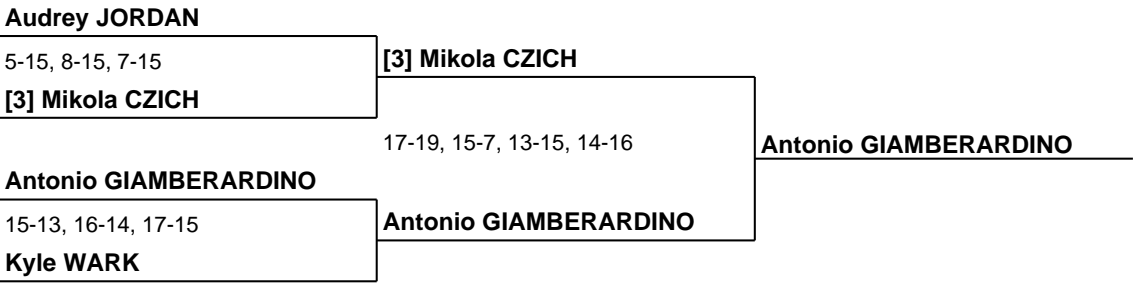 Audrey JORDAN
5-15, 8-15, 7-15
[3] Mikola CZICH
[3] Mikola CZICH
17-19, 15-7, 13-15, 14-16
Antonio GIAMBERARDINO
Antonio GIAMBERARDINO
15-13, 16-14, 17-15
Antonio GIAMBERARDINO
Kyle WARK